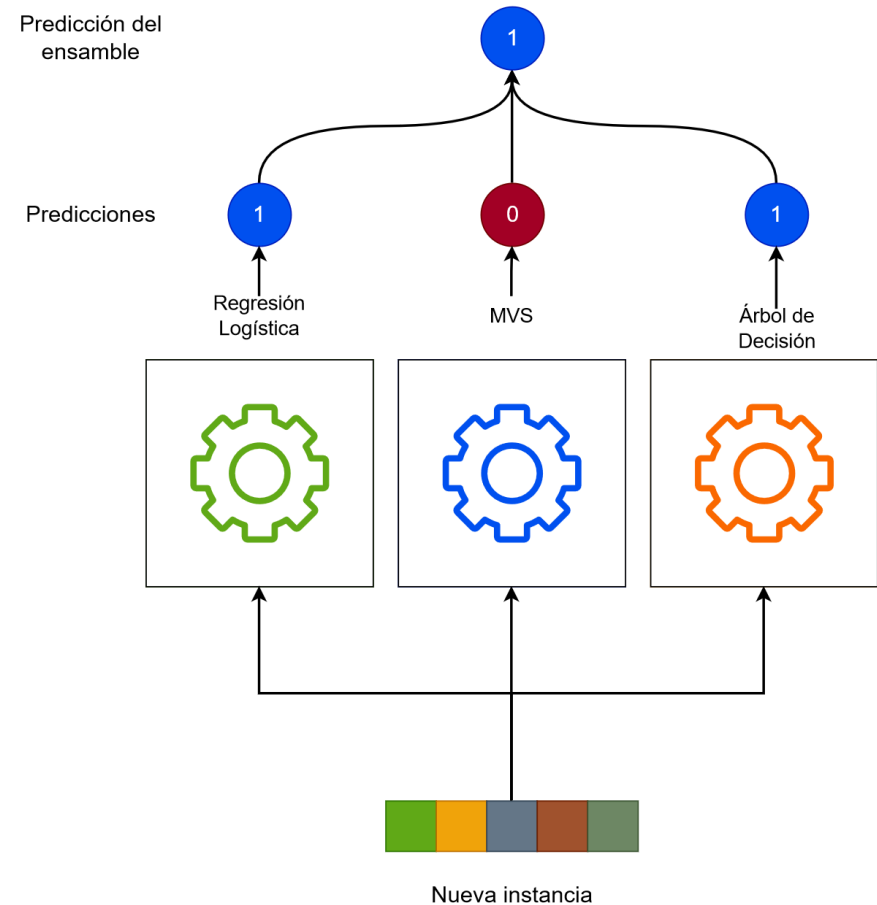 Predicción del
ensamble
1
Predicciones
1
0
1
Regresión
Logística
MVS
Árbol de
Decisión
Nueva instancia